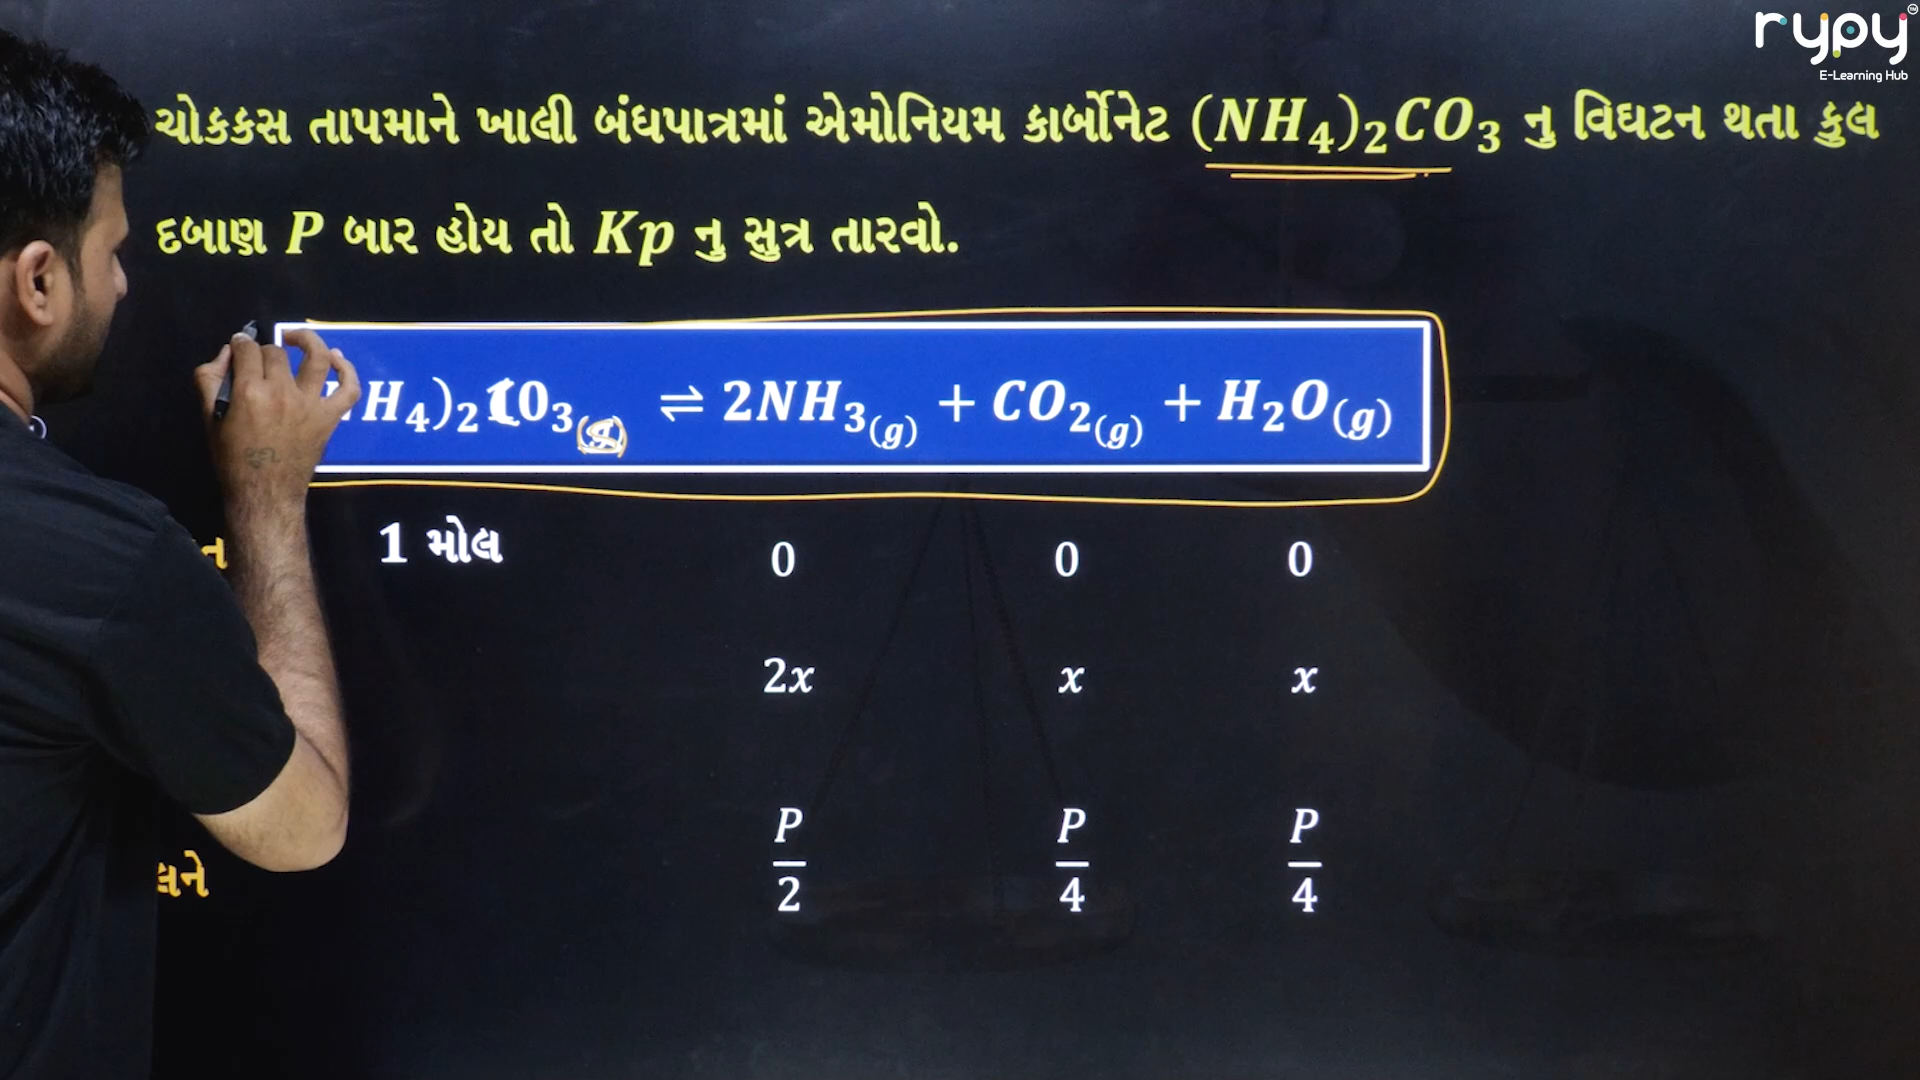 rypy
E-Learning Hub
ચોકકસ તાપમાને ખાલી બંધપાત્રમાં એમોનિયમ કાર્બોનેટ (NH₄)₂CO₃ નુ વિઘટન થતા કુલ
દબાણ P બાર હોય તો Kp નુ સુત્ર તારવો.
H₄)₂CO₃(g) ⇌ 2NH₃(g) + CO₂(g) + H₂O(g)
1 મોલ 0 0 0
2x x x
P/2 P/4 P/4